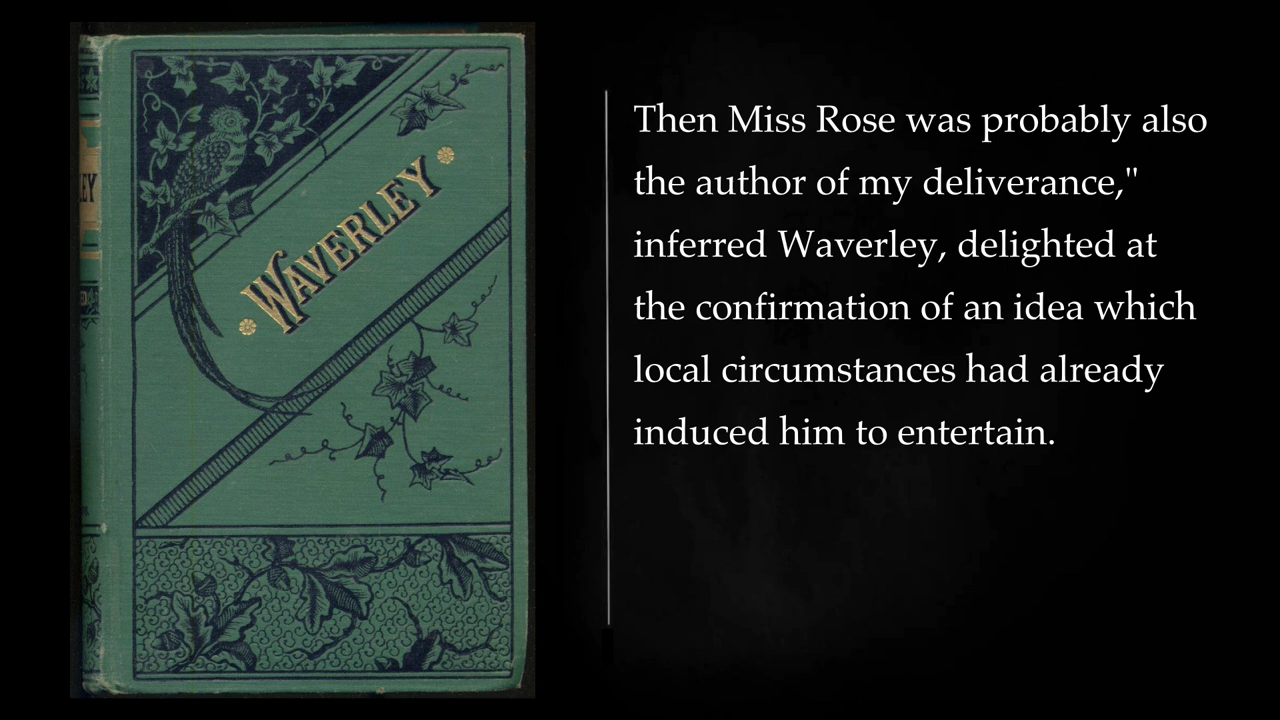 WAVERLEY
Then Miss Rose was probably also
the author of my deliverance,"
inferred Waverley, delighted at
the confirmation of an idea which
local circumstances had already
induced him to entertain.